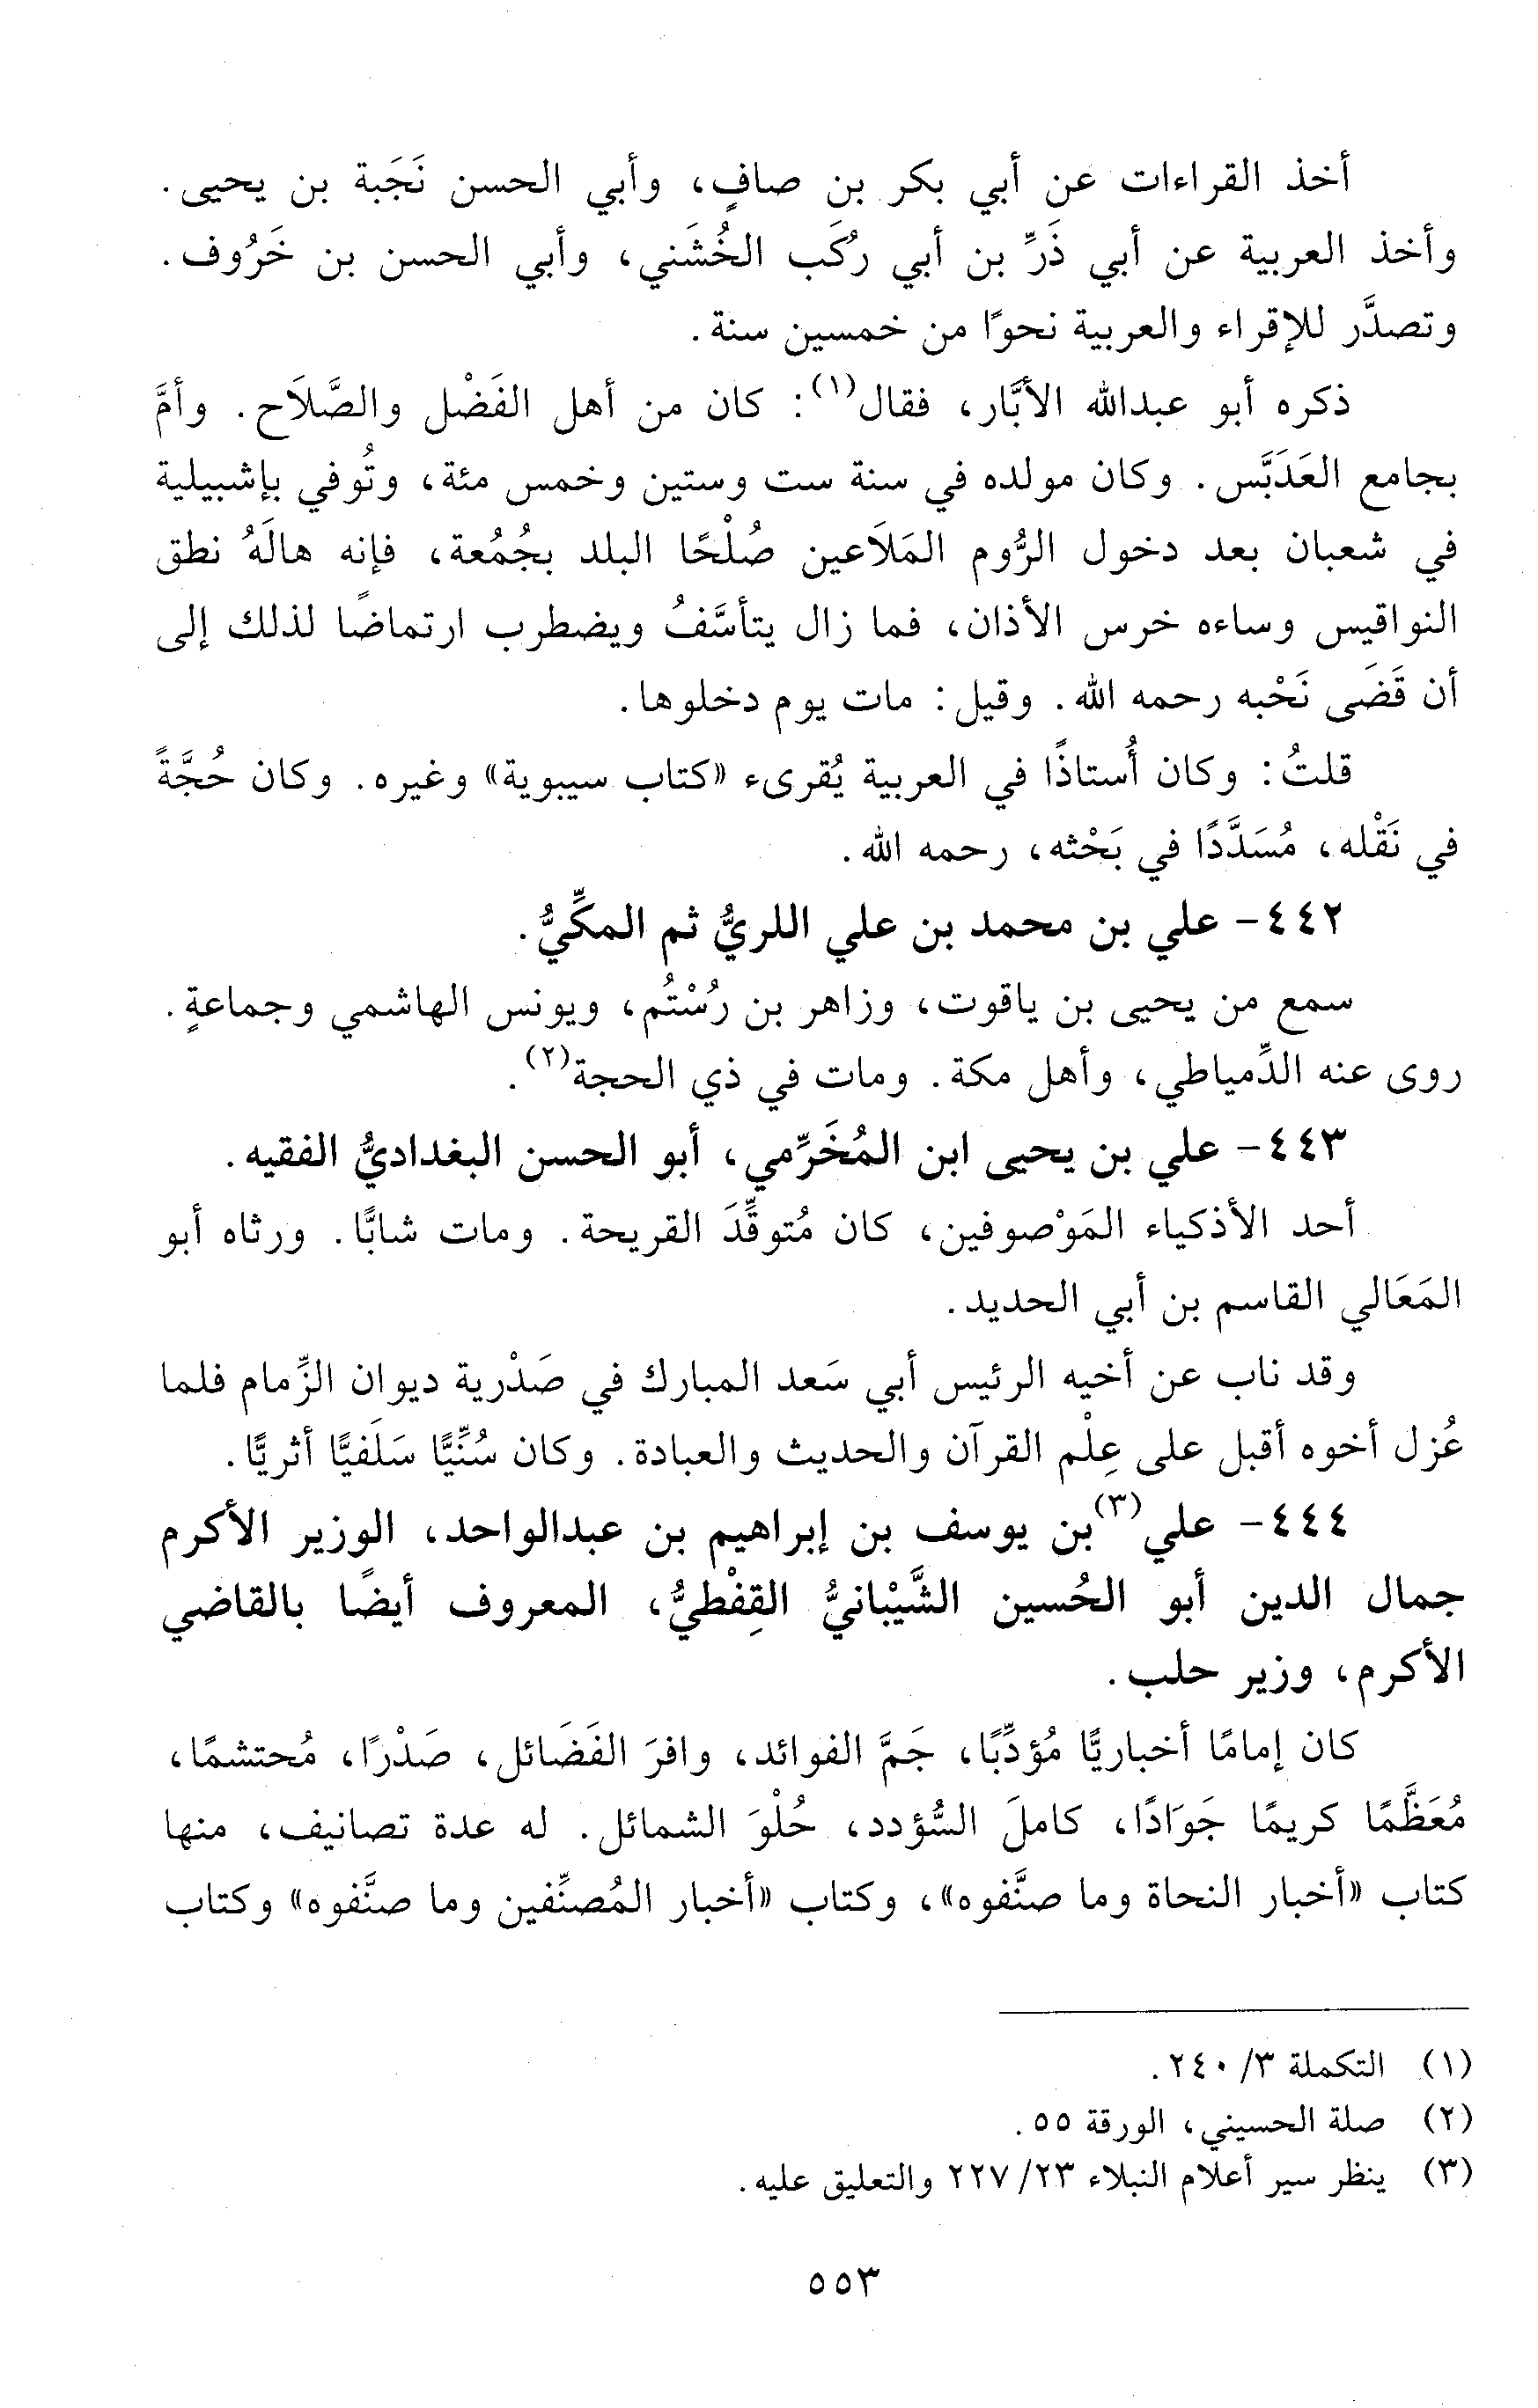 أخذ القراءات عن أبي بكر بن صافٍ، وأبي الحسن نَجَبة بن يحيى.
وأخذ العربية عن أبي ذَرِّ بن أبي رُكَب الخُشَني، وأبي الحسن بن خَرُوف.
وتصدَّر للإقراء والعربية نحوًا من خمسين سنة.
ذكره أبو عبدالله الأبَّار، فقال(١): كان من أهل الفَضْل والصَّلاَح. وأمَّ
بجامع العَدَبَّس. وكان مولده في سنة ست وستين وخمس مئة، وتُوفي بإشبيلية
في شعبان بعد دخول الرُّوم المَلاَعين صُلْحًا البلد بجُمُعة، فإنه هالَهُ نطق
النواقيس وساءه خرس الأذان، فما زال يتأسَّفُ ويضطرب ارتماضًا لذلك إلى
أن قَضَى نَحْبه رحمه الله. وقيل: مات يوم دخلوها.
قلتُ: وكان أُستاذًا في العربية يُقرىء «كتاب سيبوية» وغيره. وكان حُجَّةً
في نَقْله، مُسَدَّدًا في بَحْثه، رحمه الله.
٤٤٢- علي بن محمد بن علي اللريُّ ثم المكِّيُّ.
سمع من يحيى بن ياقوت، وزاهر بن رُسْتُم، ويونس الهاشمي وجماعةٍ.
روى عنه الدِّمياطي، وأهل مكة. ومات في ذي الحجة(٢).
٤٤٣- علي بن يحيى ابن المُخَرِّمي، أبو الحسن البغداديُّ الفقيه.
أحد الأذكياء المَوْصوفين، كان مُتوقِّدَ القريحة. ومات شابًّا. ورثاه أبو
المَعَالي القاسم بن أبي الحديد.
وقد ناب عن أخيه الرئيس أبي سَعد المبارك في صَدْرية ديوان الزِّمام فلما
عُزل أخوه أقبل على عِلْم القرآن والحديث والعبادة. وكان سُنِّيًّا سَلَفيًّا أثريًّا.
٤٤٤- علي(٣)بن يوسف بن إبراهيم بن عبدالواحد، الوزير الأكرم
جمال الدين أبو الحُسين الشَّيْبانيُّ القِفْطيُّ، المعروف أيضًا بالقاضي
الأكرم، وزير حلب.
كان إمامًا أخباريًّا مُؤدِّبًا، جَمَّ الفوائد، وافرَ الفَضَائل، صَدْرًا، مُحتشمًا،
مُعَظَّمًا كريمًا جَوَادًا، كاملَ السُّؤدد، حُلْوَ الشمائل. له عدة تصانيف، منها
كتاب «أخبار النحاة وما صنَّفوه»، وكتاب «أخبار المُصنِّفين وما صنَّفوه» وكتاب
(١) التكملة ٣/ ٢٤٠.
(٢) صلة الحسيني، الورقة ٥٥.
(٣) ينظر سير أعلام النبلاء ٢٣/ ٢٢٧ والتعليق عليه.
٥٥٣